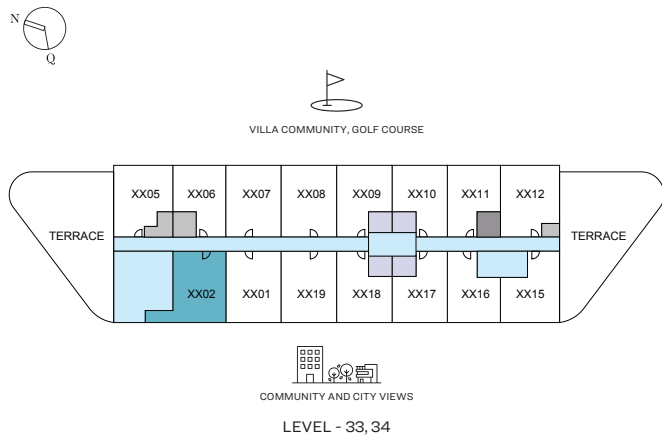 N
Q
VILLA COMMUNITY, GOLF COURSE
XX05 XX06 XX07 XX08 XX09 XX10 XX11 XX12
TERRACE TERRACE
XX02 XX01 XX19 XX18 XX17 XX16 XX15
COMMUNITY AND CITY VIEWS
LEVEL - 33, 34